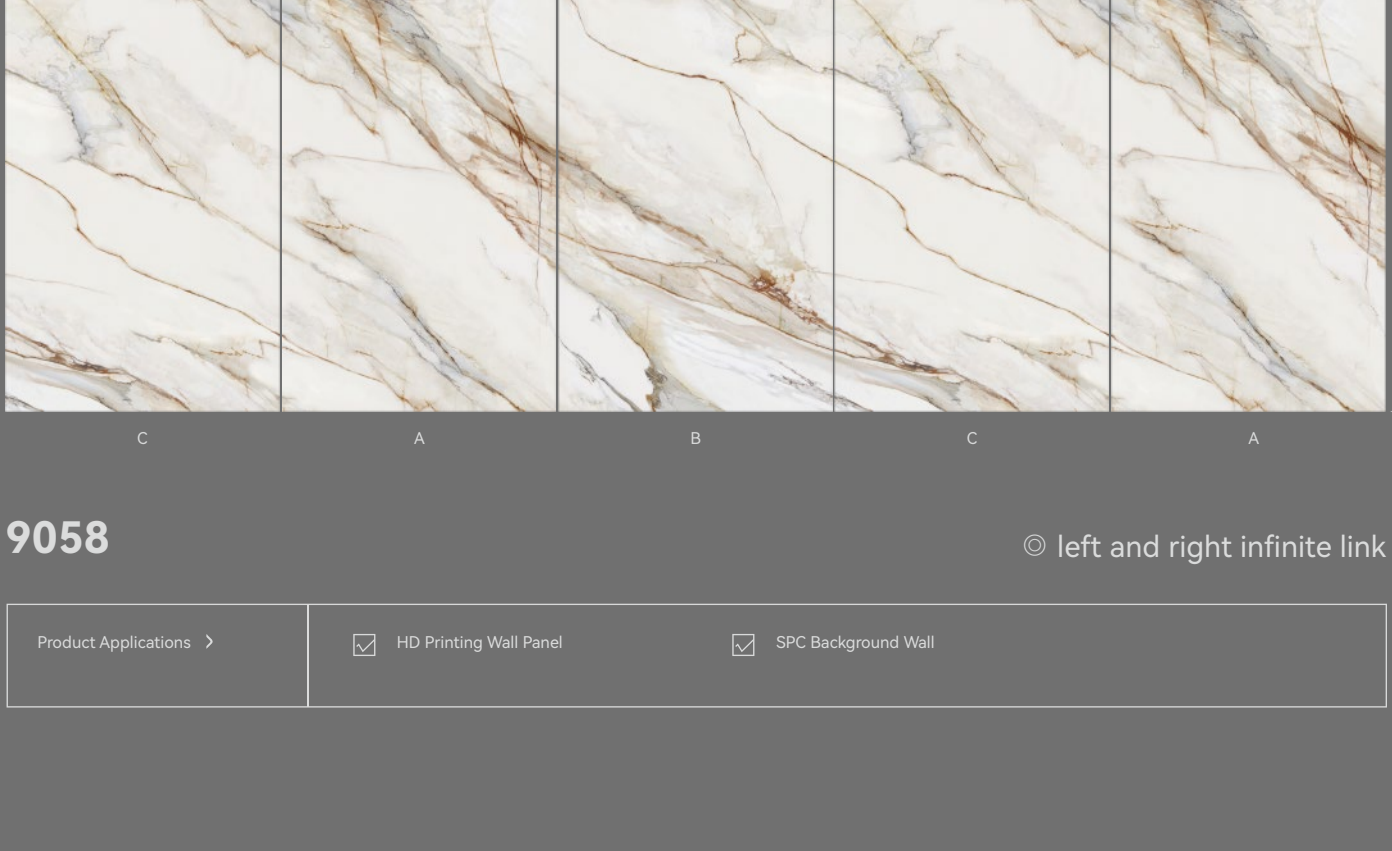 C A B C A
9058
◎ left and right infinite link
Product Applications > HD Printing Wall Panel SPC Background Wall